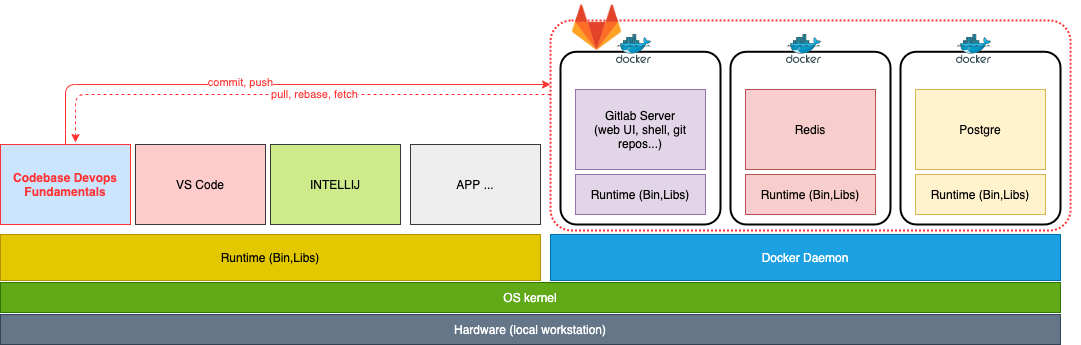 docker
docker
docker
commit, push
pull, rebase, fetch
Gitlab Server
(web UI, shell, git
repos...)
Redis
Postgre
Codebase Devops
Fundamentals
VS Code
INTELLIJ
APP ...
Runtime (Bin,Libs)
Runtime (Bin,Libs)
Runtime (Bin,Libs)
Runtime (Bin,Libs)
Docker Daemon
OS kernel
Hardware (local workstation)